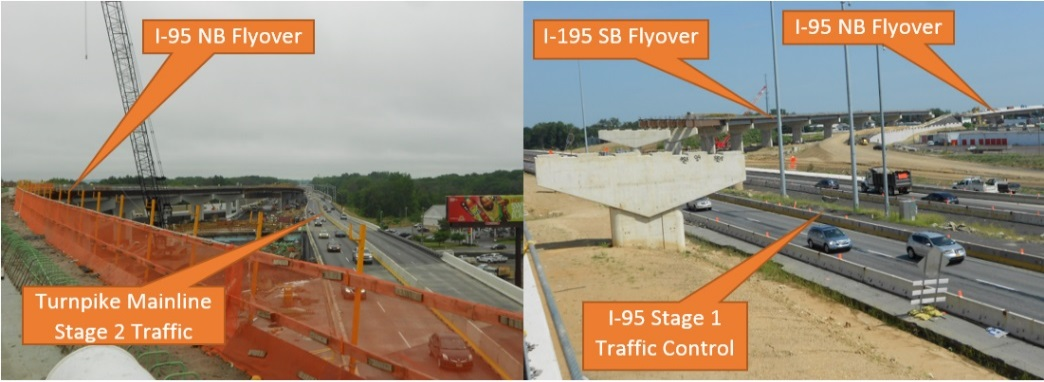 I-95 NB Flyover
Turnpike Mainline
Stage 2 Traffic
I-195 SB Flyover
I-95 NB Flyover
I-95 Stage 1
Traffic Control